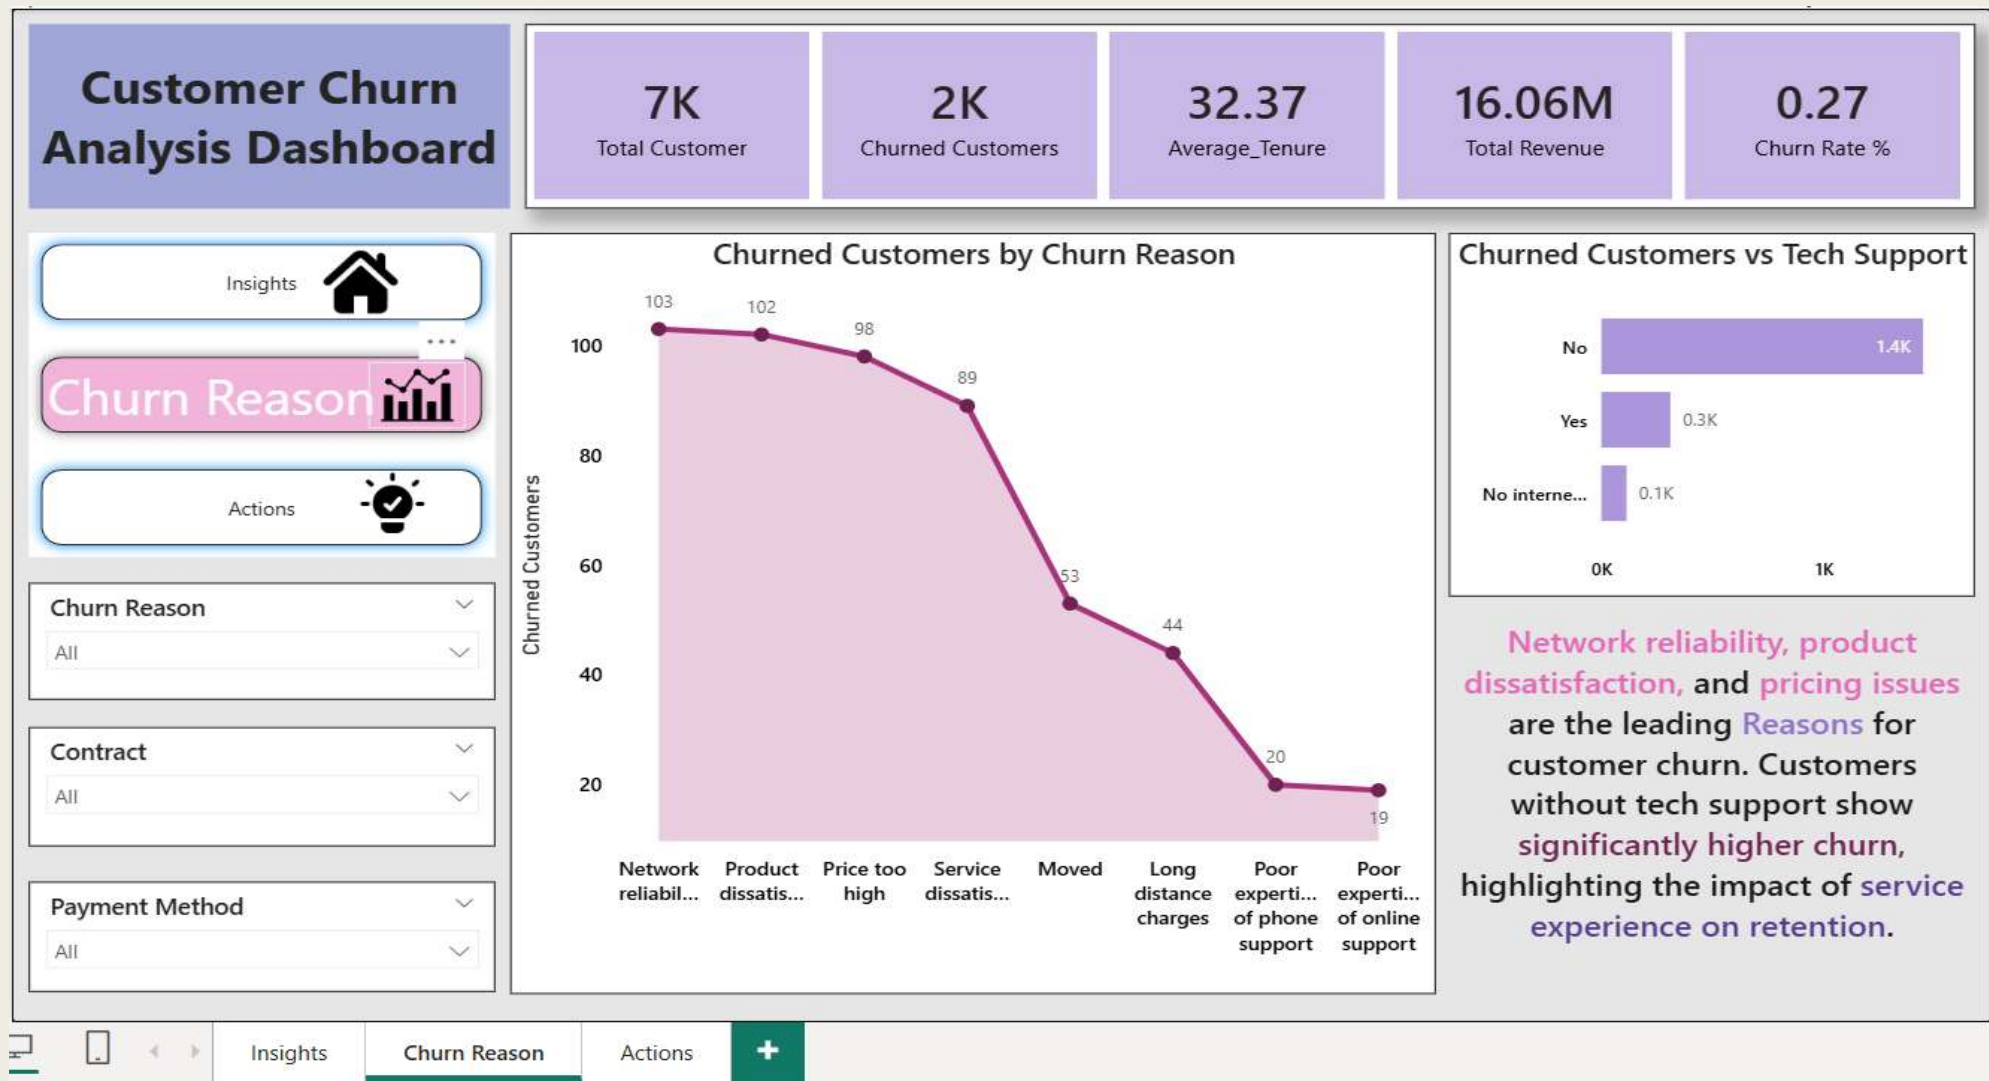 Customer Churn
Analysis Dashboard
7K
Total Customer
2K
Churned Customers
32.37
Average_Tenure
16.06M
Total Revenue
0.27
Churn Rate %
Insights
...
Churn Reason
Actions
Churn Reason
All
Contract
All
Payment Method
All
Churned Customers by Churn Reason
Churned Customers
100
80
60
40
20
103
102
98
89
53
44
20
19
Network
reliabil...
Product
dissatis...
Price too
high
Service
dissatis...
Moved
Long
distance
charges
Poor
experti...
of phone
support
Poor
experti...
of online
support
Churned Customers vs Tech Support
No
1.4K
Yes
0.3K
No interne...
0.1K
0K
1K
Network reliability, product
dissatisfaction, and pricing issues
are the leading Reasons for
customer churn. Customers
without tech support show
significantly higher churn,
highlighting the impact of service
experience on retention.
Insights
Churn Reason
Actions
+